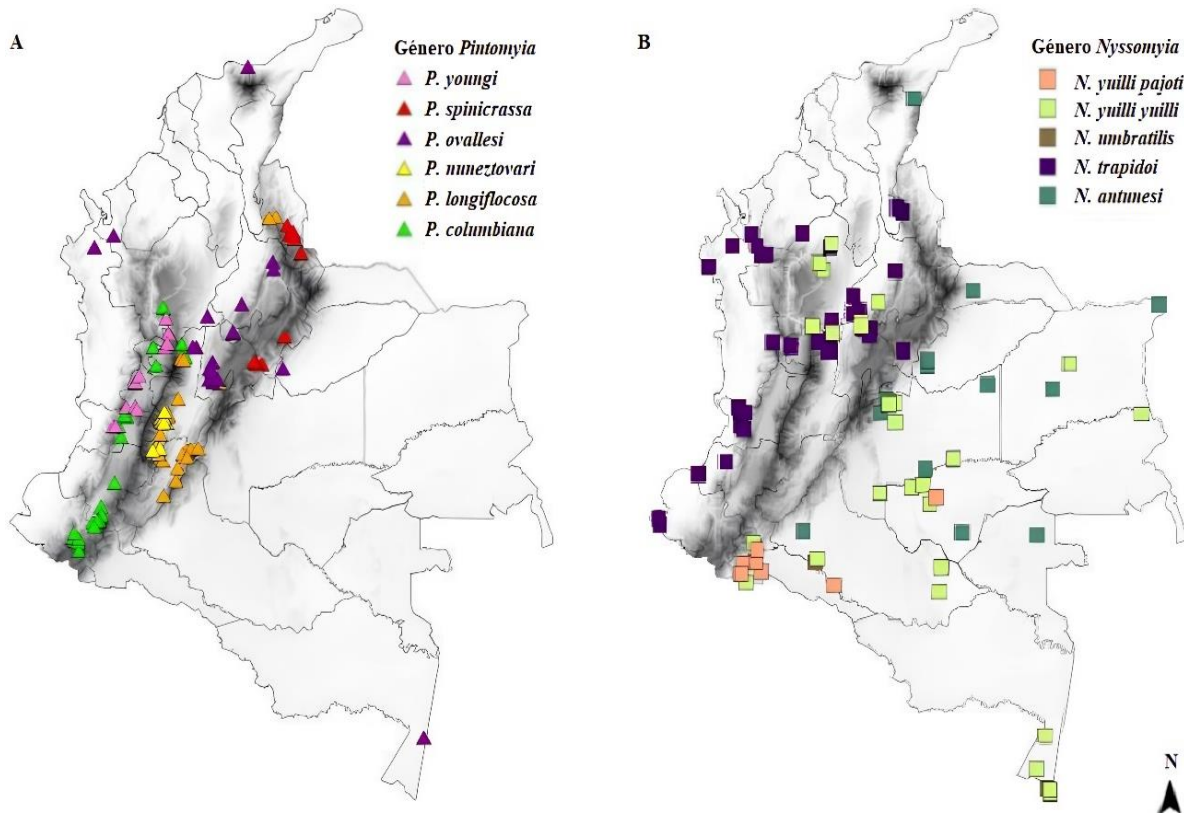 A
Género Pintomyia
P. youngi
P. spinicrassa
P. ovallesi
P. nuneztovari
P. longiflocosa
P. columbiana
B
Género Nyssomyia
N. yuilli pajoti
N. yuilli yuilli
N. umbratilis
N. trapidoi
N. antunesi
N